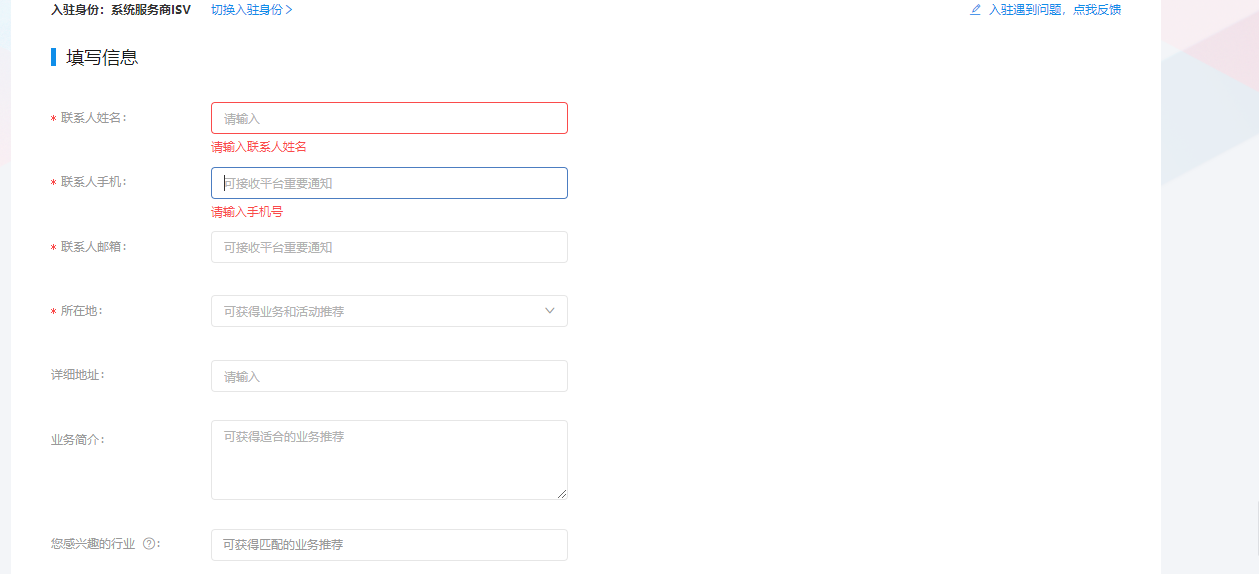 入驻身份：系统服务商ISV 切换入驻身份 入驻遇到问题，点我反馈
填写信息
* 联系人姓名： 请输入
请输入联系人姓名
* 联系人手机： 可接收平台重要通知
请输入手机号
* 联系人邮箱： 可接收平台重要通知
* 所在地： 可获得业务和活动推荐
详细地址： 请输入
业务简介： 可获得适合的业务推荐
您感兴趣的行业 ?： 可获得匹配的业务推荐